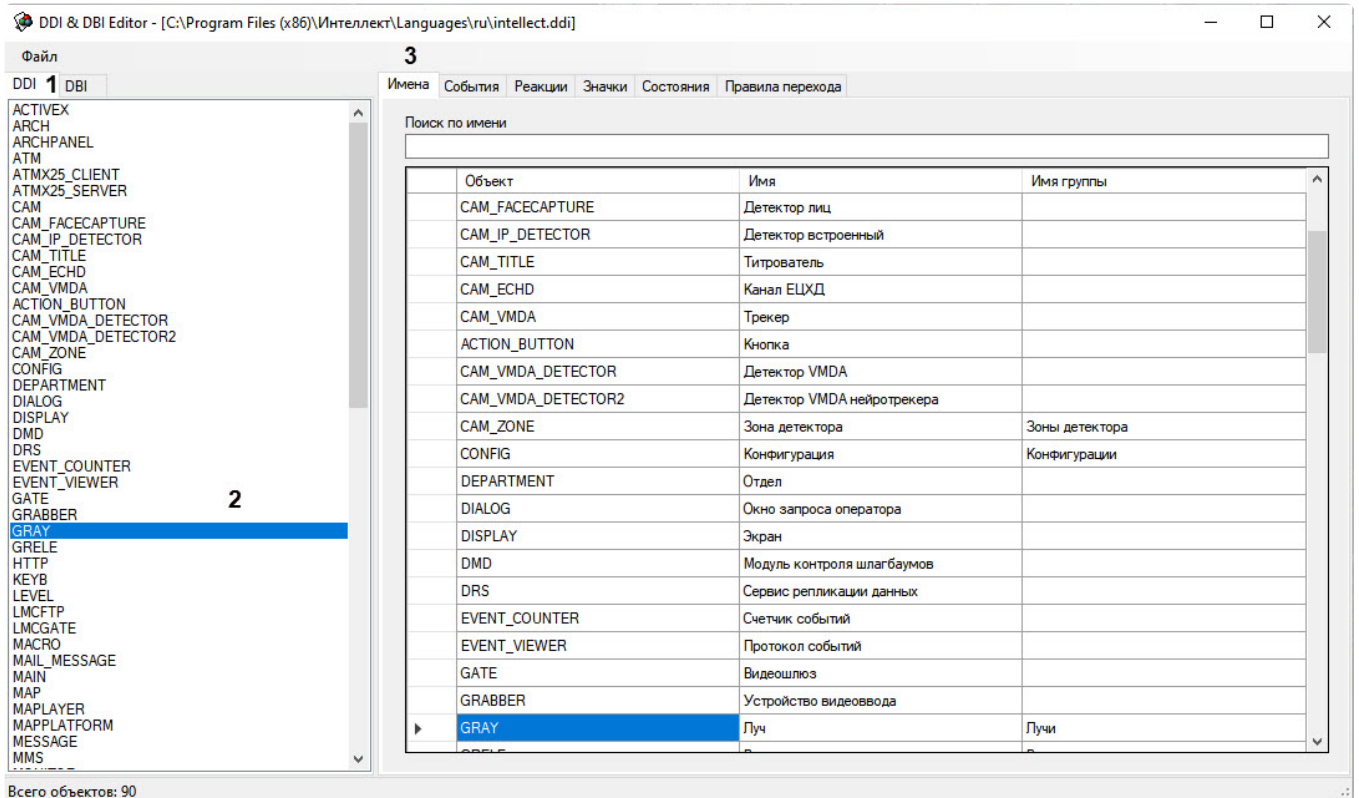 DDI & DBI Editor - [C:\Program Files (x86)\Интеллект\Languages\ru\intellect.ddi]
Файл
3
DDI 1 DBI
Имена События Реакции Значки Состояния Правила перехода
ACTIVEX
ARCH
ARCHPANEL
ATM
ATMX25_CLIENT
ATMX25_SERVER
CAM
CAM_FACECAPTURE
CAM_IP_DETECTOR
CAM_TITLE
CAM_ECHD
CAM_VMDA
ACTION_BUTTON
CAM_VMDA_DETECTOR
CAM_VMDA_DETECTOR2
CAM_ZONE
CONFIG
DEPARTMENT
DIALOG
DISPLAY
DMD
DRS
EVENT_COUNTER
EVENT_VIEWER
GATE
2
GRABBER
GRAY
GRELE
HTTP
KEYB
LEVEL
LMCFTP
LMCGATE
MACRO
MAIL_MESSAGE
MAIN
MAP
MAPLAYER
MAPPLATFORM
MESSAGE
MMS
Поиск по имени
Объект Имя Имя группы
CAM_FACECAPTURE Детектор лиц
CAM_IP_DETECTOR Детектор встроенный
CAM_TITLE Титрователь
CAM_ECHD Канал ЕЦХД
CAM_VMDA Трекер
ACTION_BUTTON Кнопка
CAM_VMDA_DETECTOR Детектор VMDA
CAM_VMDA_DETECTOR2 Детектор VMDA нейротрекера
CAM_ZONE Зона детектора Зоны детектора
CONFIG Конфигурация Конфигурации
DEPARTMENT Отдел
DIALOG Окно запроса оператора
DISPLAY Экран
DMD Модуль контроля шлагбаумов
DRS Сервис репликации данных
EVENT_COUNTER Счетчик событий
EVENT_VIEWER Протокол событий
GATE Видеошлюз
GRABBER Устройство видеоввода
GRAY Луч Лучи
Всего объектов: 90